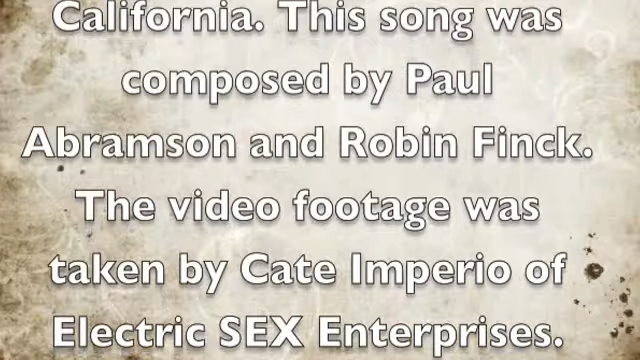 California. This song was
composed by Paul
Abramson and Robin Finck.
The video footage was
taken by Cate Imperio of
Electric SEX Enterprises.